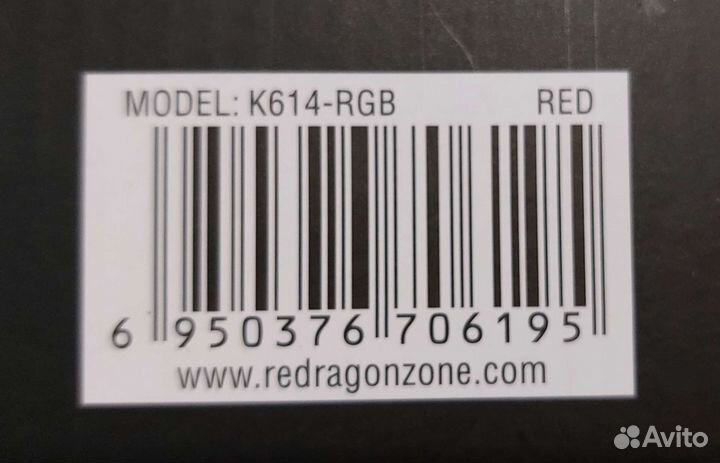 MODEL: K614-RGB RED
6 950376 706195
www.redragonzone.com
Avito